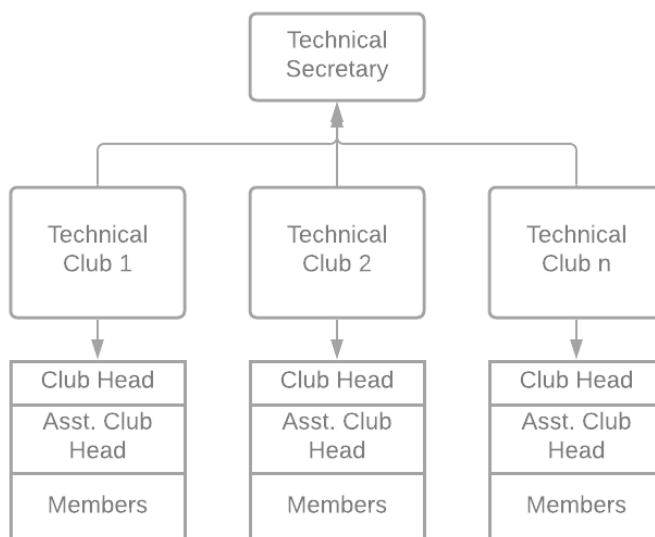 Technical
Secretary
Technical
Club 1
Technical
Club 2
Technical
Club n
Club Head
Asst. Club
Head
Members
Club Head
Asst. Club
Head
Members
Club Head
Asst. Club
Head
Members